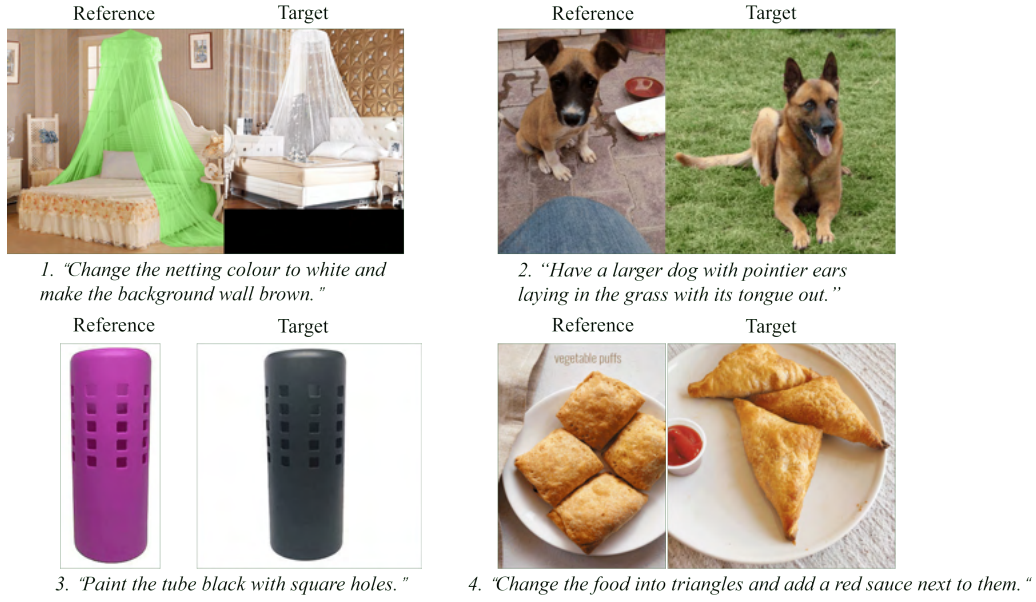 Reference Target
Reference Target
1. “Change the netting colour to white and
make the background wall brown.”
2. “Have a larger dog with pointier ears
laying in the grass with its tongue out.”
Reference Target
Reference Target
vegetable puffs
3. “Paint the tube black with square holes.”
4. “Change the food into triangles and add a red sauce next to them.“